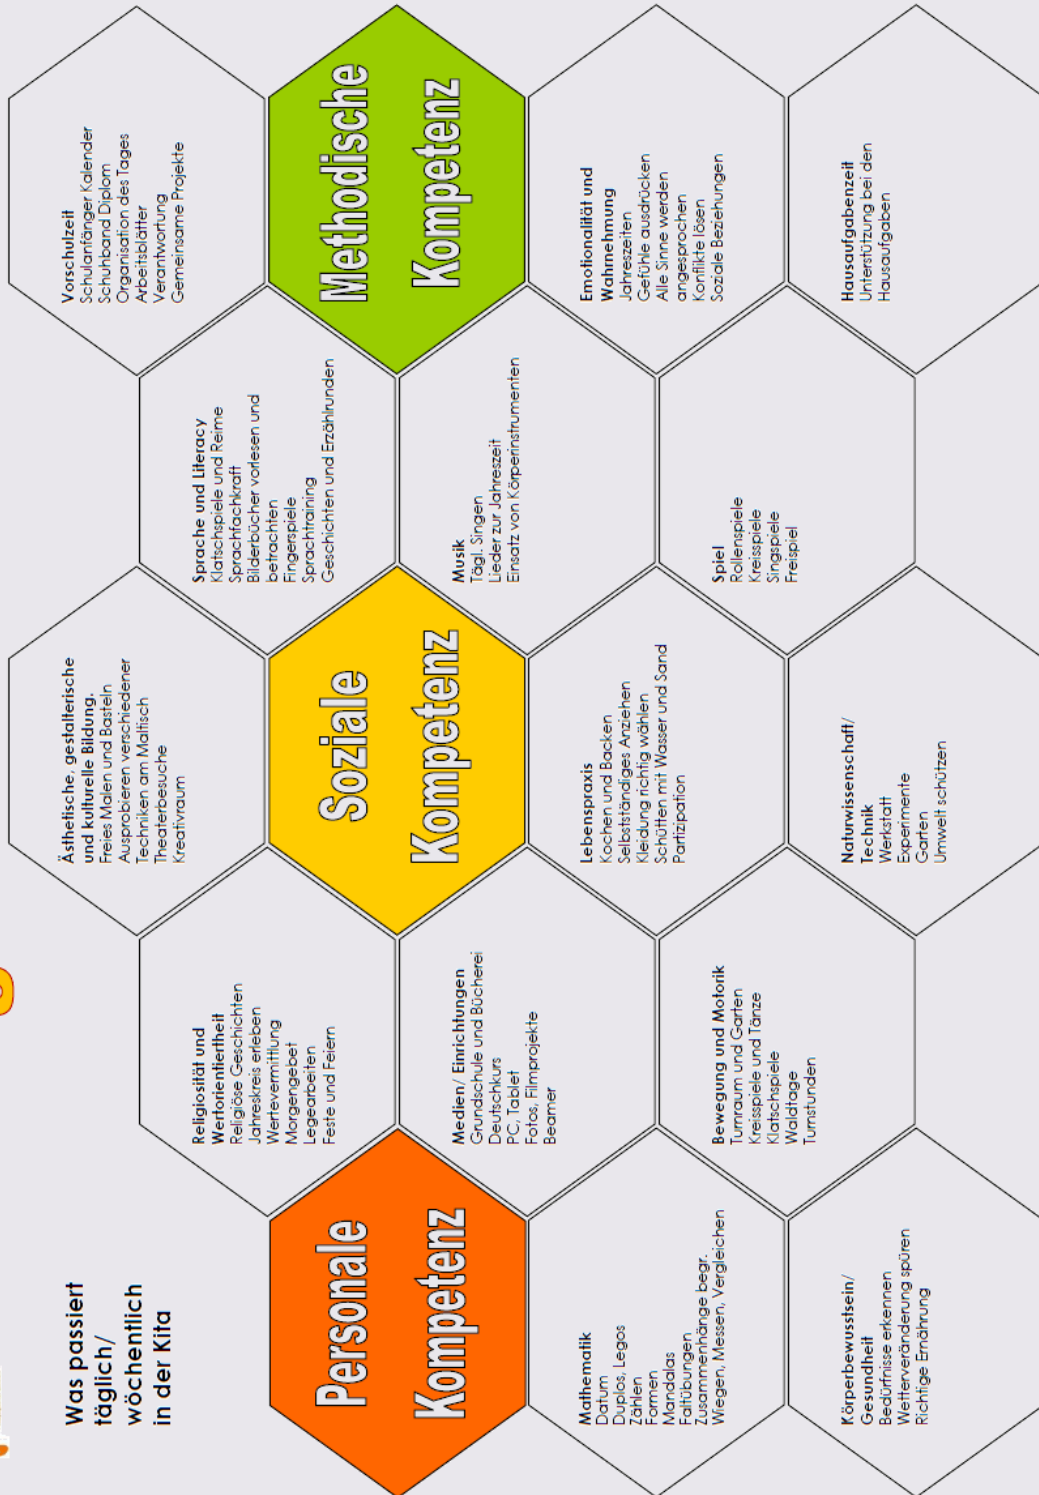 Was passiert
täglich/
wöchentlich
in der Kita
Personale
Kompetenz
Mathematik
Datum
Duplos, Legos
Zählen
Formen
Mandalas
Faltübungen
Zusammenhänge begr.
Wiegen, Messen, Vergleichen
Körperbewusstsein/
Gesundheit
Bedürfnisse erkennen
Wetterveränderung spüren
Richtige Ernährung
Religiosität und
Wertorientiertheit
Religiöse Geschichten
Jahreskreis erleben
Wertevermittlung
Morgengebet
Legearbeiten
Feste und Feiern
Medien/ Einrichtungen
Grundschule und Bücherei
Deutschkurs
PC, Tablet
Fotos, Filmprojekte
Beamer
Bewegung und Motorik
Turnraum und Garten
Kreisspiele und Tänze
Klatschspiele
Waldtage
Turnstunden
Ästhetische, gestalterische
und kulturelle Bildung.
Freies Malen und Basteln
Ausprobieren verschiedener
Techniken am Maltisch
Theaterbesuche
Kreativraum
Soziale
Kompetenz
Lebenspraxis
Kochen und Backen
Selbstständiges Anziehen
Kleidung richtig wählen
Schütten mit Wasser und Sand
Partizipation
Naturwissenschaft/
Technik
Werkstatt
Experimente
Garten
Umwelt schützen
Sprache und Literacy
Klatschspiele und Reime
Sprachfachkraft
Bilderbücher vorlesen und
betrachten
Fingerspiele
Sprachtraining
Geschichten und Erzählrunden
Musik
Tägl. Singen
Lieder zur Jahreszeit
Einsatz von Körperinstrumenten
Spiel
Rollenspiele
Kreisspiele
Singspiele
Freispiel
Vorschulzeit
Schulanfänger Kalender
Schuhband Diplom
Organisation des Tages
Arbeitsblätter
Verantwortung
Gemeinsame Projekte
Methodische
Kompetenz
Emotionalität und
Wahrnehmung
Jahreszeiten
Gefühle ausdrücken
Alle Sinne werden
angesprochen
Konflikte lösen
Soziale Beziehungen
Hausaufgabenzeit
Unterstützung bei den
Hausaufgaben